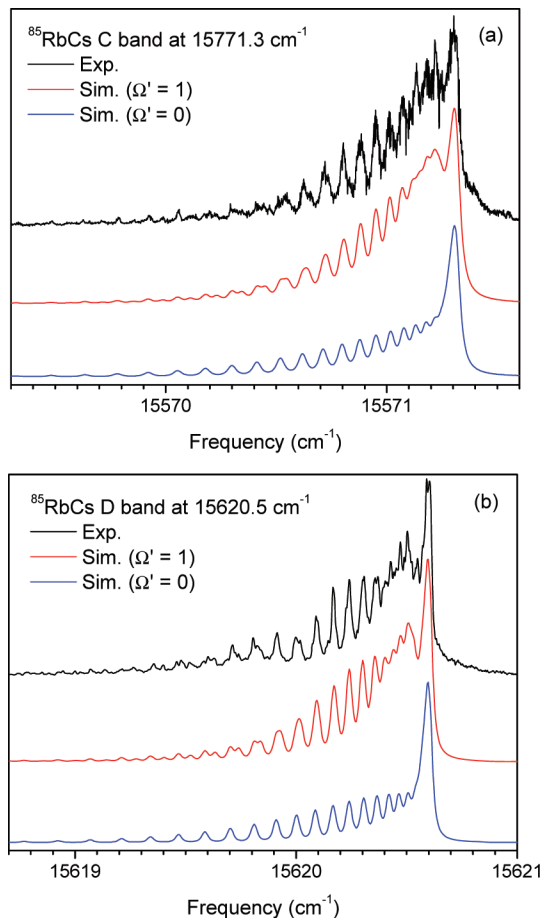 ⁸⁵RbCs C band at 15771.3 cm⁻¹
(a)
Exp.
Sim. (Ω' = 1)
Sim. (Ω' = 0)
15570
15571
Frequency (cm⁻¹)
⁸⁵RbCs D band at 15620.5 cm⁻¹
(b)
Exp.
Sim. (Ω' = 1)
Sim. (Ω' = 0)
15619
15620
15621
Frequency (cm⁻¹)